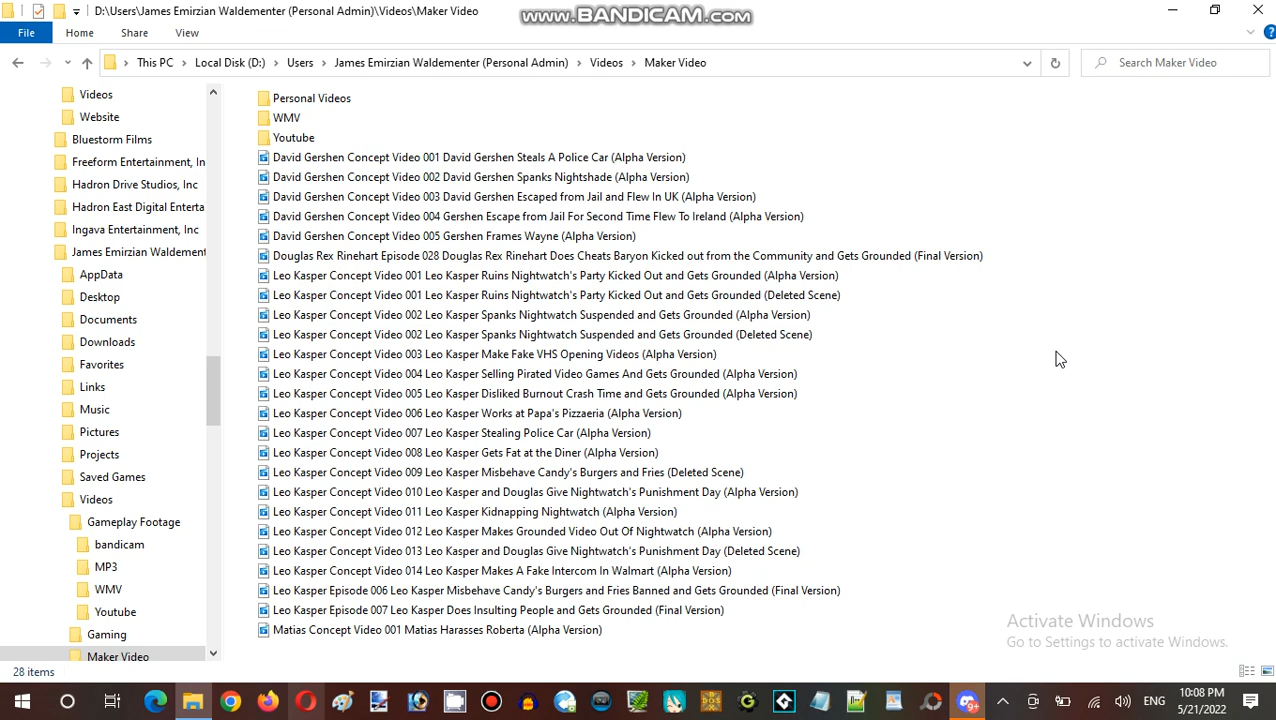 D:\Users\James Emirzian Waldementer (Personal Admin)\Videos\Maker Video
www.BANDICAM.com
File Home Share View
This PC Local Disk (D:) Users James Emirzian Waldementer (Personal Admin) Videos Maker Video
Search Maker Video
Videos
Website
Bluestorm Films
Freeform Entertainment, In
Hadron Drive Studios, Inc
Hadron East Digital Enterta
Ingava Entertainment, Inc
James Emirzian Waldement
AppData
Desktop
Documents
Downloads
Favorites
Links
Music
Pictures
Projects
Saved Games
Videos
Gameplay Footage
bandicam
MP3
WMV
Youtube
Gaming
Maker Video
Personal Videos
WMV
Youtube
David Gershen Concept Video 001 David Gershen Steals A Police Car (Alpha Version)
David Gershen Concept Video 002 David Gershen Spanks Nightshade (Alpha Version)
David Gershen Concept Video 003 David Gershen Escaped from Jail and Flew In UK (Alpha Version)
David Gershen Concept Video 004 Gershen Escape from Jail For Second Time Flew To Ireland (Alpha Version)
David Gershen Concept Video 005 Gershen Frames Wayne (Alpha Version)
Douglas Rex Rinehart Episode 028 Douglas Rex Rinehart Does Cheats Baryon Kicked out from the Community and Gets Grounded (Final Version)
Leo Kasper Concept Video 001 Leo Kasper Ruins Nightwatch's Party Kicked Out and Gets Grounded (Alpha Version)
Leo Kasper Concept Video 001 Leo Kasper Ruins Nightwatch's Party Kicked Out and Gets Grounded (Deleted Scene)
Leo Kasper Concept Video 002 Leo Kasper Spanks Nightwatch Suspended and Gets Grounded (Alpha Version)
Leo Kasper Concept Video 002 Leo Kasper Spanks Nightwatch Suspended and Gets Grounded (Deleted Scene)
Leo Kasper Concept Video 003 Leo Kasper Make Fake VHS Opening Videos (Alpha Version)
Leo Kasper Concept Video 004 Leo Kasper Selling Pirated Video Games And Gets Grounded (Alpha Version)
Leo Kasper Concept Video 005 Leo Kasper Disliked Burnout Crash Time and Gets Grounded (Alpha Version)
Leo Kasper Concept Video 006 Leo Kasper Works at Papa's Pizzaeria (Alpha Version)
Leo Kasper Concept Video 007 Leo Kasper Stealing Police Car (Alpha Version)
Leo Kasper Concept Video 008 Leo Kasper Gets Fat at the Diner (Alpha Version)
Leo Kasper Concept Video 009 Leo Kasper Misbehave Candy's Burgers and Fries (Deleted Scene)
Leo Kasper Concept Video 010 Leo Kasper and Douglas Give Nightwatch's Punishment Day (Alpha Version)
Leo Kasper Concept Video 011 Leo Kasper Kidnapping Nightwatch (Alpha Version)
Leo Kasper Concept Video 012 Leo Kasper Makes Grounded Video Out Of Nightwatch (Alpha Version)
Leo Kasper Concept Video 013 Leo Kasper and Douglas Give Nightwatch's Punishment Day (Deleted Scene)
Leo Kasper Concept Video 014 Leo Kasper Makes A Fake Intercom In Walmart (Alpha Version)
Leo Kasper Episode 006 Leo Kasper Misbehave Candy's Burgers and Fries Banned and Gets Grounded (Final Version)
Leo Kasper Episode 007 Leo Kasper Does Insulting People and Gets Grounded (Final Version)
Matias Concept Video 001 Matias Harasses Roberta (Alpha Version)
Activate Windows
Go to Settings to activate Windows.
28 items
ENG
10:08 PM
5/21/2022